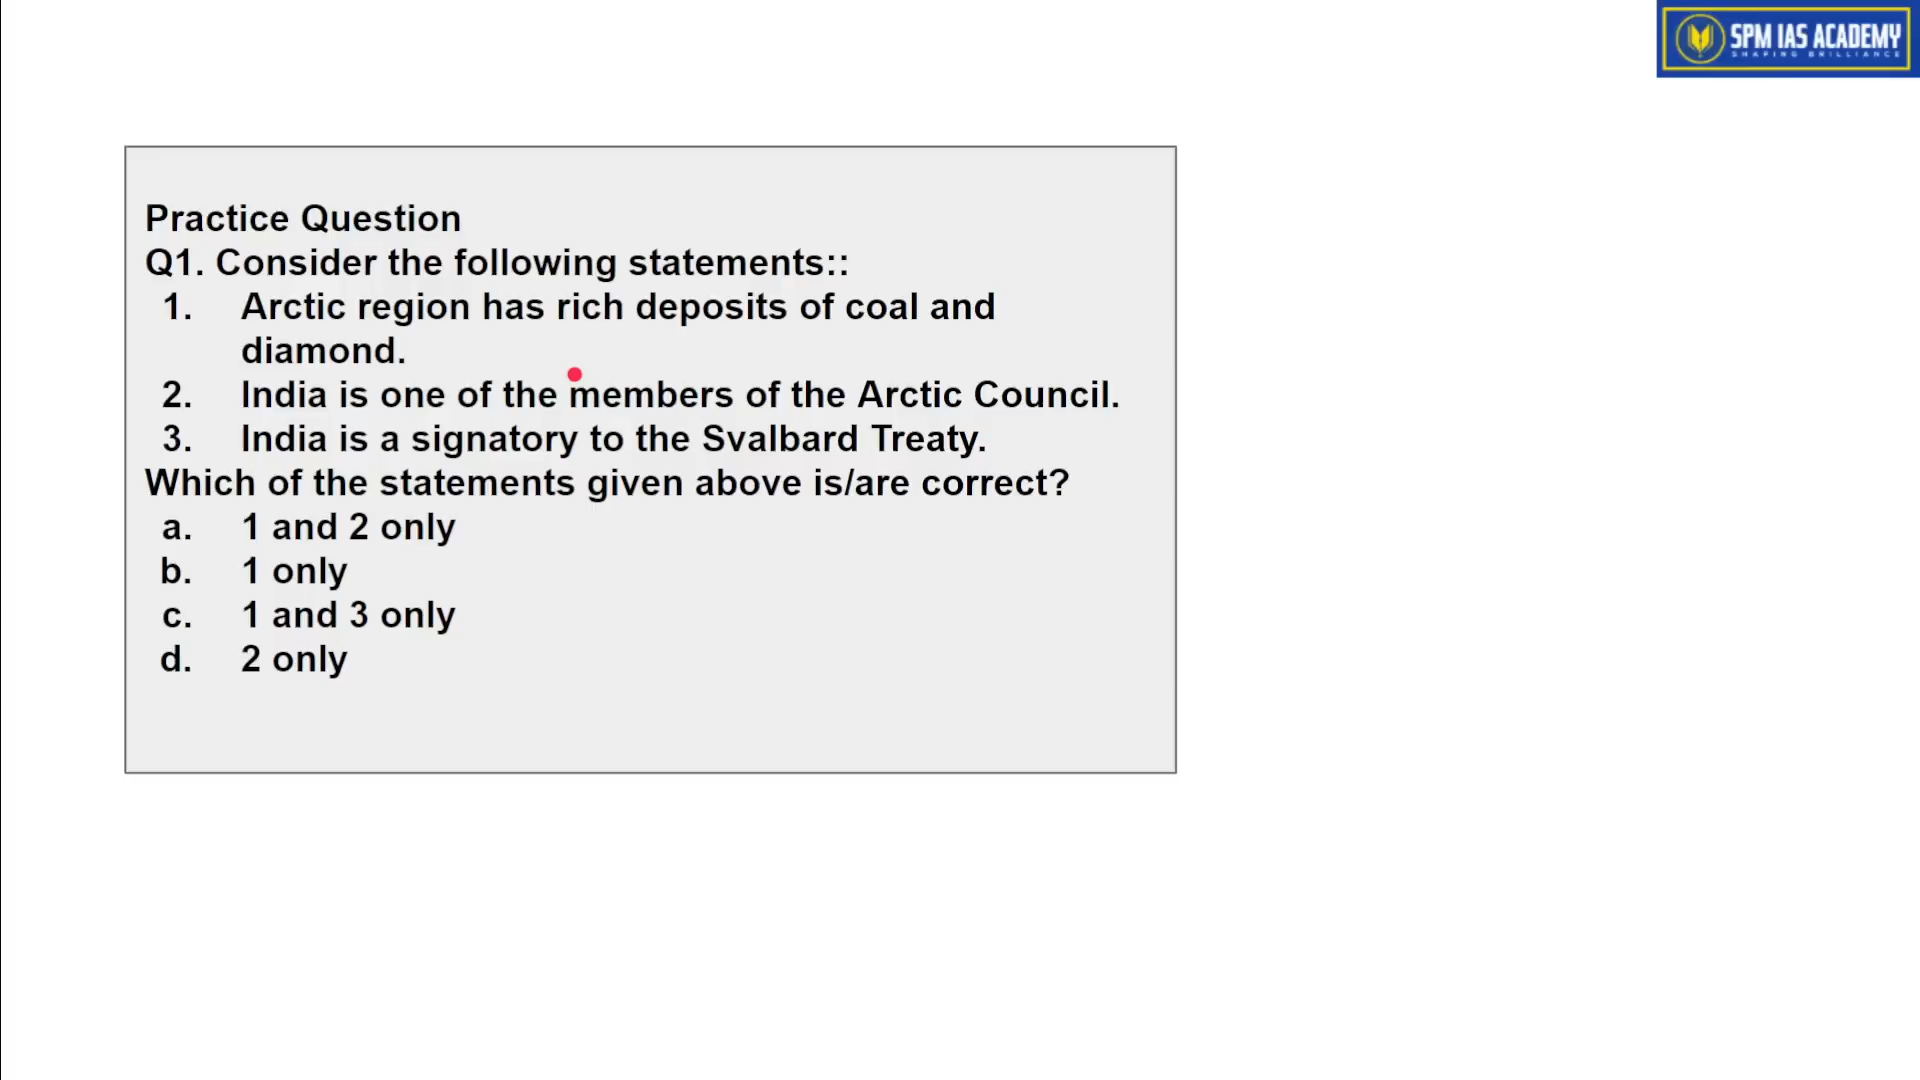 SPM IAS ACADEMY
SHAPING BRILLIANCE
Practice Question
Q1. Consider the following statements::
1. Arctic region has rich deposits of coal and
diamond.
2. India is one of the members of the Arctic Council.
3. India is a signatory to the Svalbard Treaty.
Which of the statements given above is/are correct?
a. 1 and 2 only
b. 1 only
c. 1 and 3 only
d. 2 only